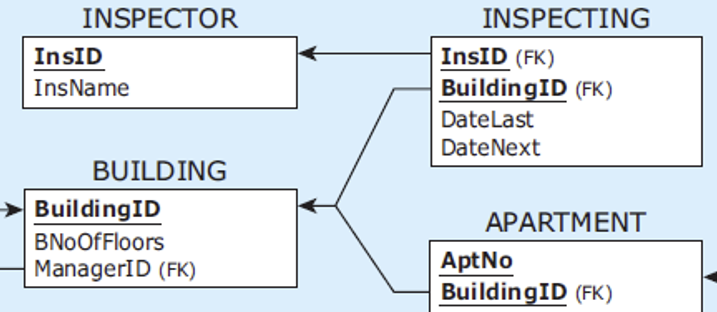 INSPECTOR
InsID
InsName
INSPECTING
InsID (FK)
BuildingID (FK)
DateLast
DateNext
BUILDING
BuildingID
BNoOfFloors
ManagerID (FK)
APARTMENT
AptNo
BuildingID (FK)